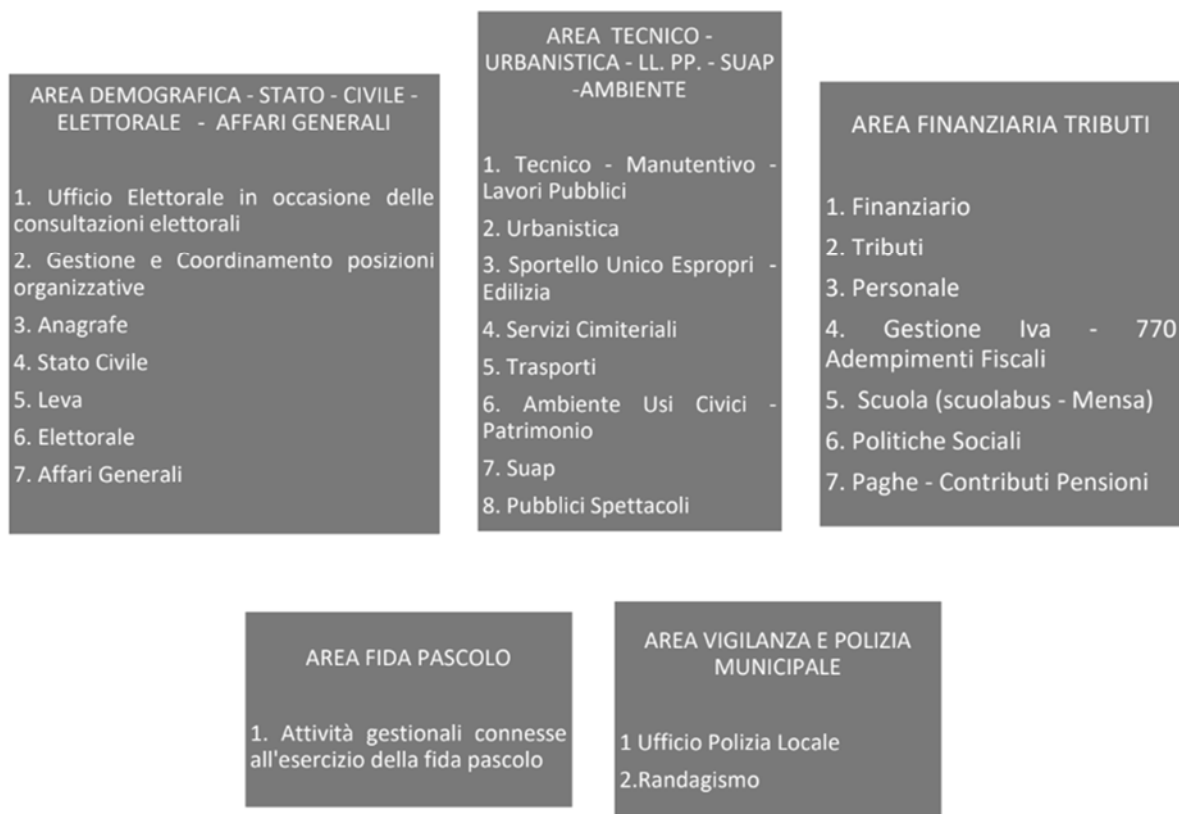 AREA DEMOGRAFICA - STATO - CIVILE -
ELETTORALE - AFFARI GENERALI
1. Ufficio Elettorale in occasione delle
consultazioni elettorali
2. Gestione e Coordinamento posizioni
organizzative
3. Anagrafe
4. Stato Civile
5. Leva
6. Elettorale
7. Affari Generali
AREA TECNICO -
URBANISTICA - LL. PP. - SUAP
-AMBIENTE
1. Tecnico - Manutentivo -
Lavori Pubblici
2. Urbanistica
3. Sportello Unico Espropri -
Edilizia
4. Servizi Cimiteriali
5. Trasporti
6. Ambiente Usi Civici -
Patrimonio
7. Suap
8. Pubblici Spettacoli
AREA FINANZIARIA TRIBUTI
1. Finanziario
2. Tributi
3. Personale
4. Gestione Iva - 770
Adempimenti Fiscali
5. Scuola (scuolabus - Mensa)
6. Politiche Sociali
7. Paghe - Contributi Pensioni
AREA FIDA PASCOLO
1. Attività gestionali connesse
all'esercizio della fida pascolo
AREA VIGILANZA E POLIZIA
MUNICIPALE
1 Ufficio Polizia Locale
2.Randagismo